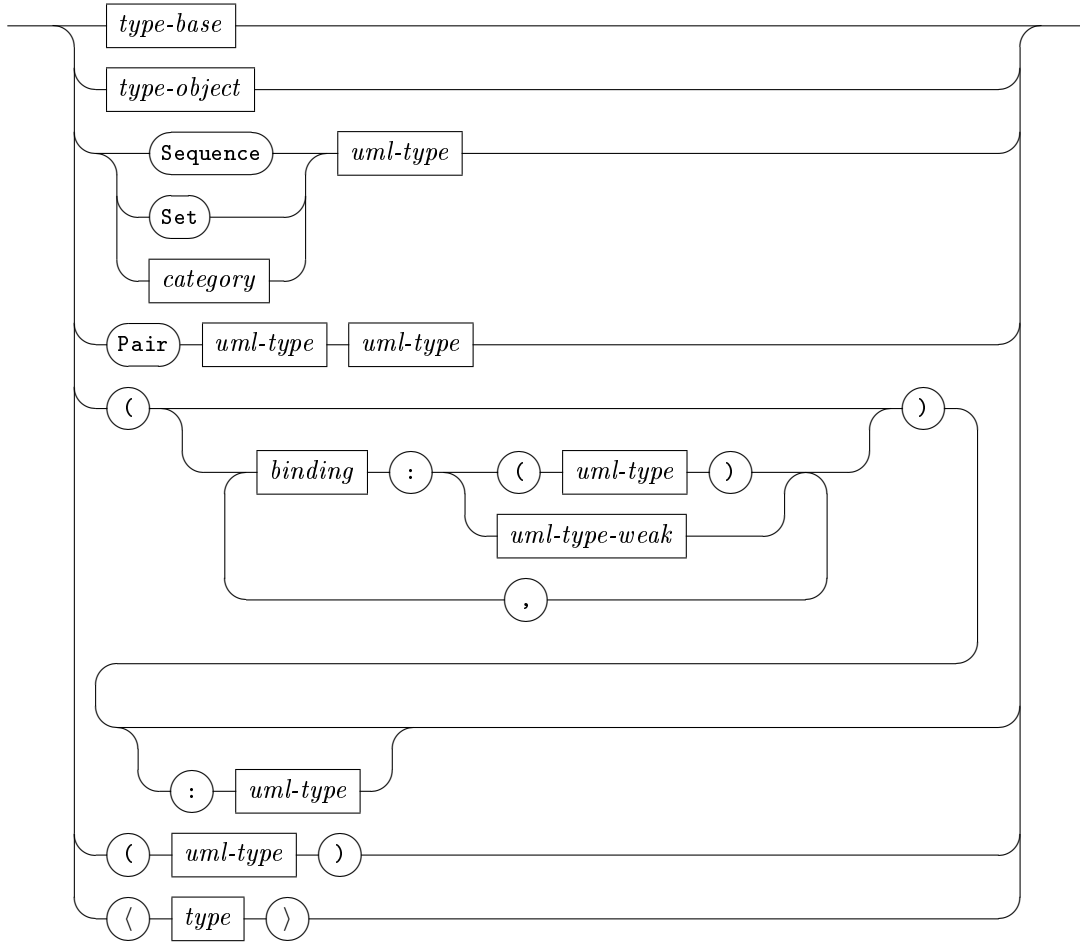 type-base
type-object
Sequence uml-type
Set
category
Pair uml-type uml-type
( )
binding : ( uml-type )
uml-type-weak
,
: uml-type
( uml-type )
⟨ type ⟩